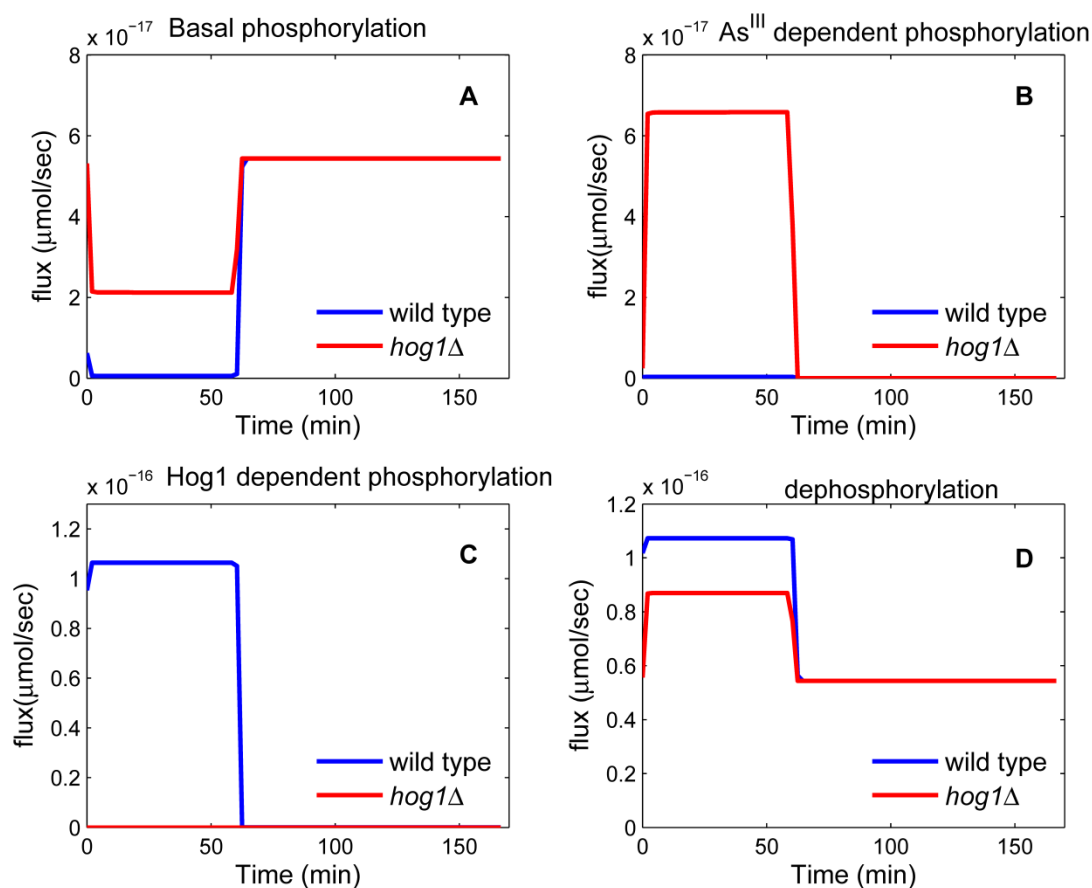 x 10⁻¹⁷ Basal phosphorylation
A
8
6
4
2
0
flux (μmol/sec)
wild type
hog1Δ
0 50 100 150
Time (min)
x 10⁻¹⁷ Asᴵᴵᴵ dependent phosphorylation
B
8
6
4
2
0
flux(μmol/sec)
wild type
hog1Δ
0 50 100 150
Time (min)
x 10⁻¹⁶ Hog1 dependent phosphorylation
C
1.2
1
0.8
0.6
0.4
0.2
0
flux(μmol/sec)
wild type
hog1Δ
0 50 100 150
Time (min)
x 10⁻¹⁶ dephosphorylation
D
1.2
1
0.8
0.6
0.4
0.2
0
flux (μmol/sec)
wild type
hog1Δ
0 50 100 150
Time (min)